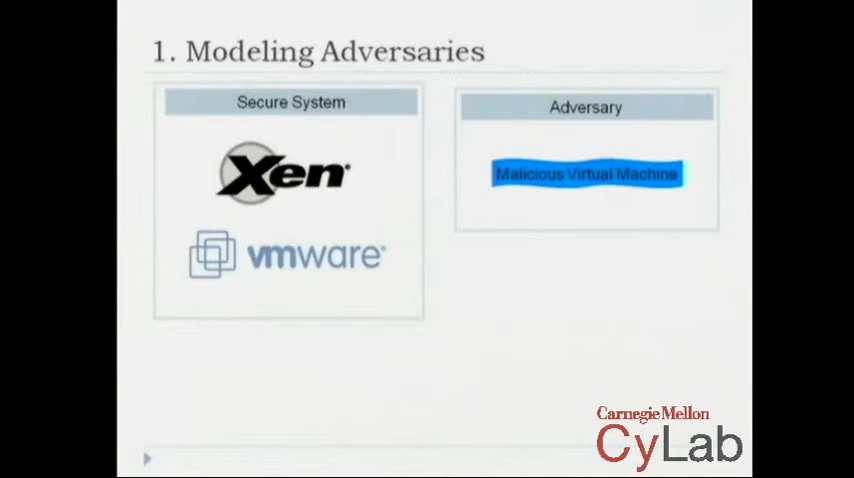 1. Modeling Adversaries
Secure System
Xen
vmware
Adversary
Malicious Virtual Machine
Carnegie Mellon
CyLab